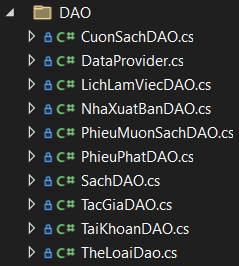 DAO
C# CuonSachDAO.cs
C# DataProvider.cs
C# LichLamViecDAO.cs
C# NhaXuatBanDAO.cs
C# PhieuMuonSachDAO.cs
C# PhieuPhatDAO.cs
C# SachDAO.cs
C# TacGiaDAO.cs
C# TaiKhoanDAO.cs
C# TheLoaiDao.cs